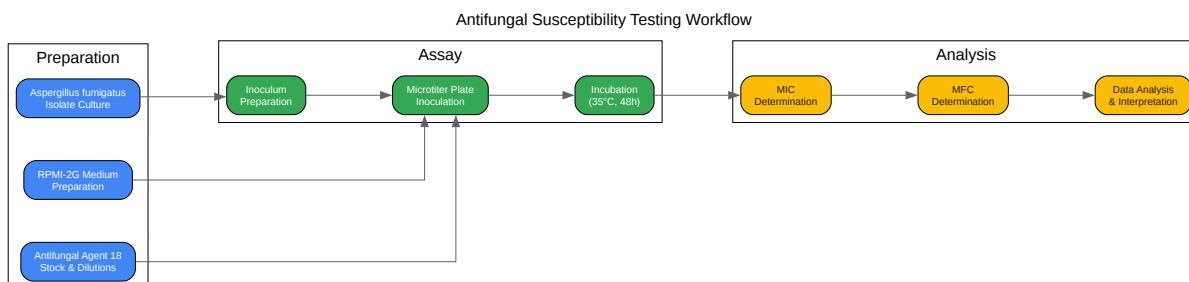 Antifungal Susceptibility Testing Workflow
Preparation
Aspergillus fumigatus
Isolate Culture
RPMI-2G Medium
Preparation
Antifungal Agent 18
Stock & Dilutions
Assay
Inoculum
Preparation
Microtiter Plate
Inoculation
Incubation
(35°C, 48h)
Analysis
MIC
Determination
MFC
Determination
Data Analysis
& Interpretation